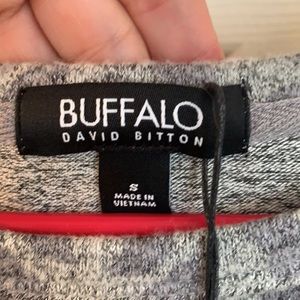 BUFFALO
DAVID BITTON
S
MADE IN
VIETNAM